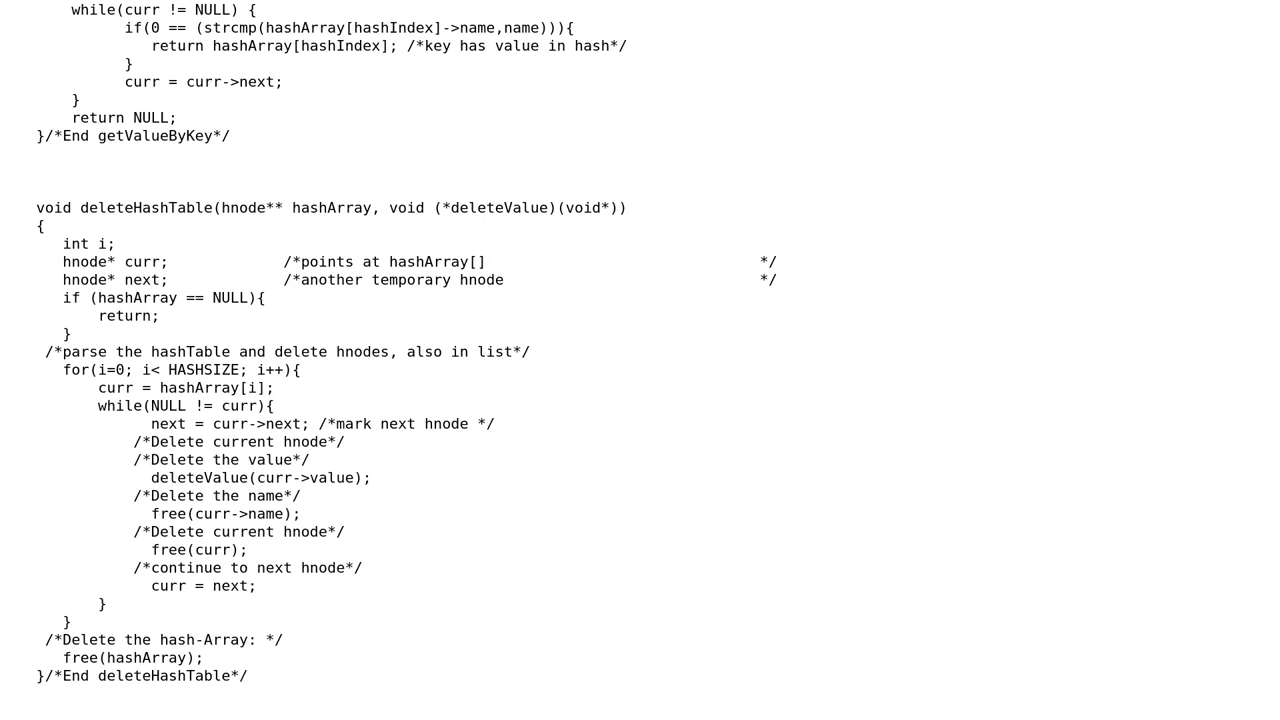 while(curr != NULL) {
if(0 == (strcmp(hashArray[hashIndex]->name,name))){
return hashArray[hashIndex]; /*key has value in hash*/
}
curr = curr->next;
}
return NULL;
}/*End getValueByKey*/
void deleteHashTable(hnode** hashArray, void (*deleteValue)(void*))
{
int i;
hnode* curr; /*points at hashArray[] */
hnode* next; /*another temporary hnode */
if (hashArray == NULL){
return;
}
/*parse the hashTable and delete hnodes, also in list*/
for(i=0; i< HASHSIZE; i++){
curr = hashArray[i];
while(NULL != curr){
next = curr->next; /*mark next hnode */
/*Delete current hnode*/
/*Delete the value*/
deleteValue(curr->value);
/*Delete the name*/
free(curr->name);
/*Delete current hnode*/
free(curr);
/*continue to next hnode*/
curr = next;
}
}
/*Delete the hash-Array: */
free(hashArray);
}/*End deleteHashTable*/